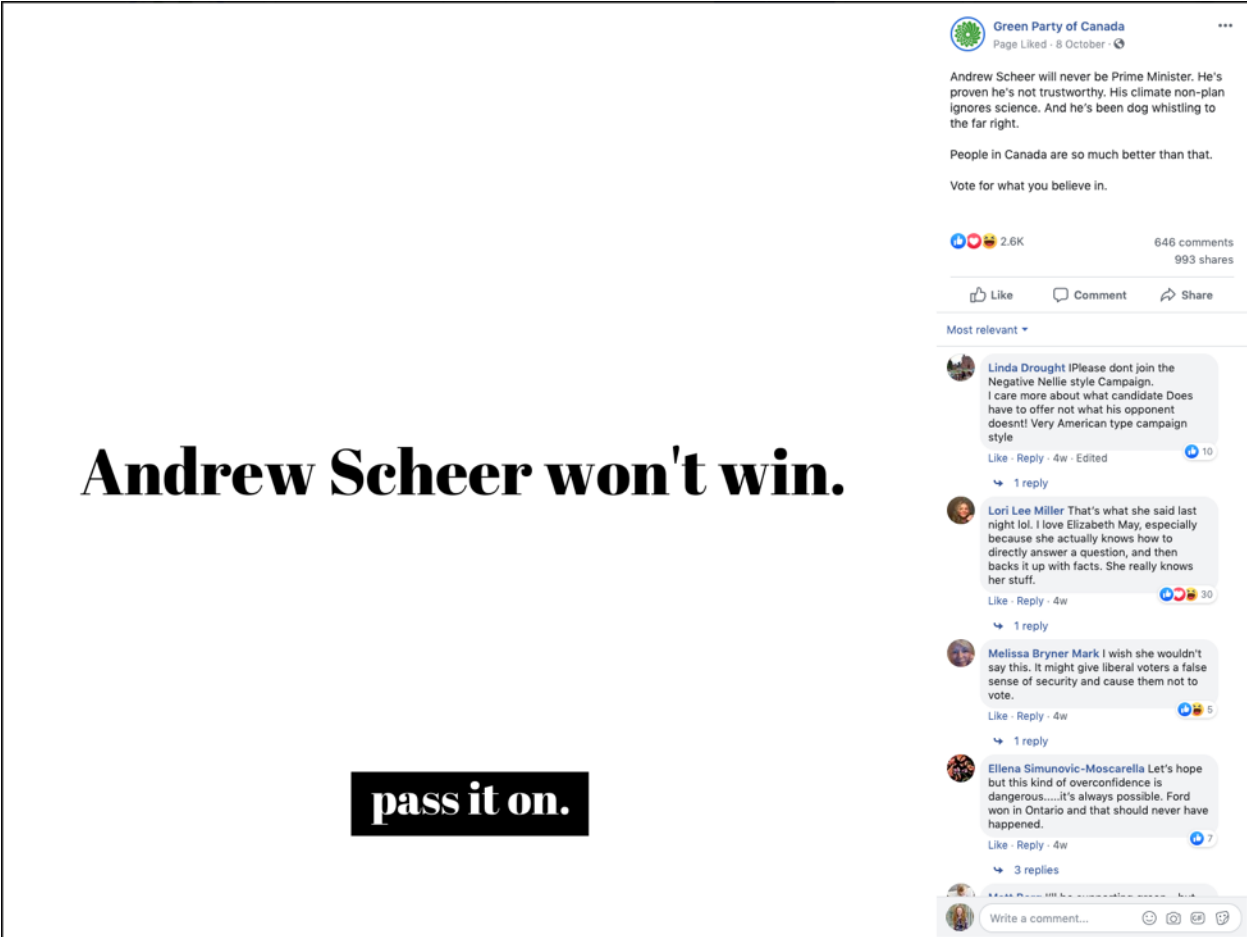 Andrew Scheer won't win.
pass it on.
Green Party of Canada
Page Liked · 8 October ·
Andrew Scheer will never be Prime Minister. He's
proven he's not trustworthy. His climate non-plan
ignores science. And he's been dog whistling to
the far right.
People in Canada are so much better than that.
Vote for what you believe in.
2.6K
646 comments
993 shares
Like Comment Share
Most relevant
Linda Drought IPlease dont join the
Negative Nellie style Campaign.
I care more about what candidate Does
have to offer not what his opponent
doesnt! Very American type campaign
style
10
Like · Reply · 4w · Edited
1 reply
Lori Lee Miller That's what she said last
night lol. I love Elizabeth May, especially
because she actually knows how to
directly answer a question, and then
backs it up with facts. She really knows
her stuff.
30
Like · Reply · 4w
1 reply
Melissa Bryner Mark I wish she wouldn't
say this. It might give liberal voters a false
sense of security and cause them not to
vote.
5
Like · Reply · 4w
1 reply
Ellena Simunovic-Moscarella Let's hope
but this kind of overconfidence is
dangerous.....it's always possible. Ford
won in Ontario and that should never have
happened.
7
Like · Reply · 4w
3 replies
Write a comment...
GIF